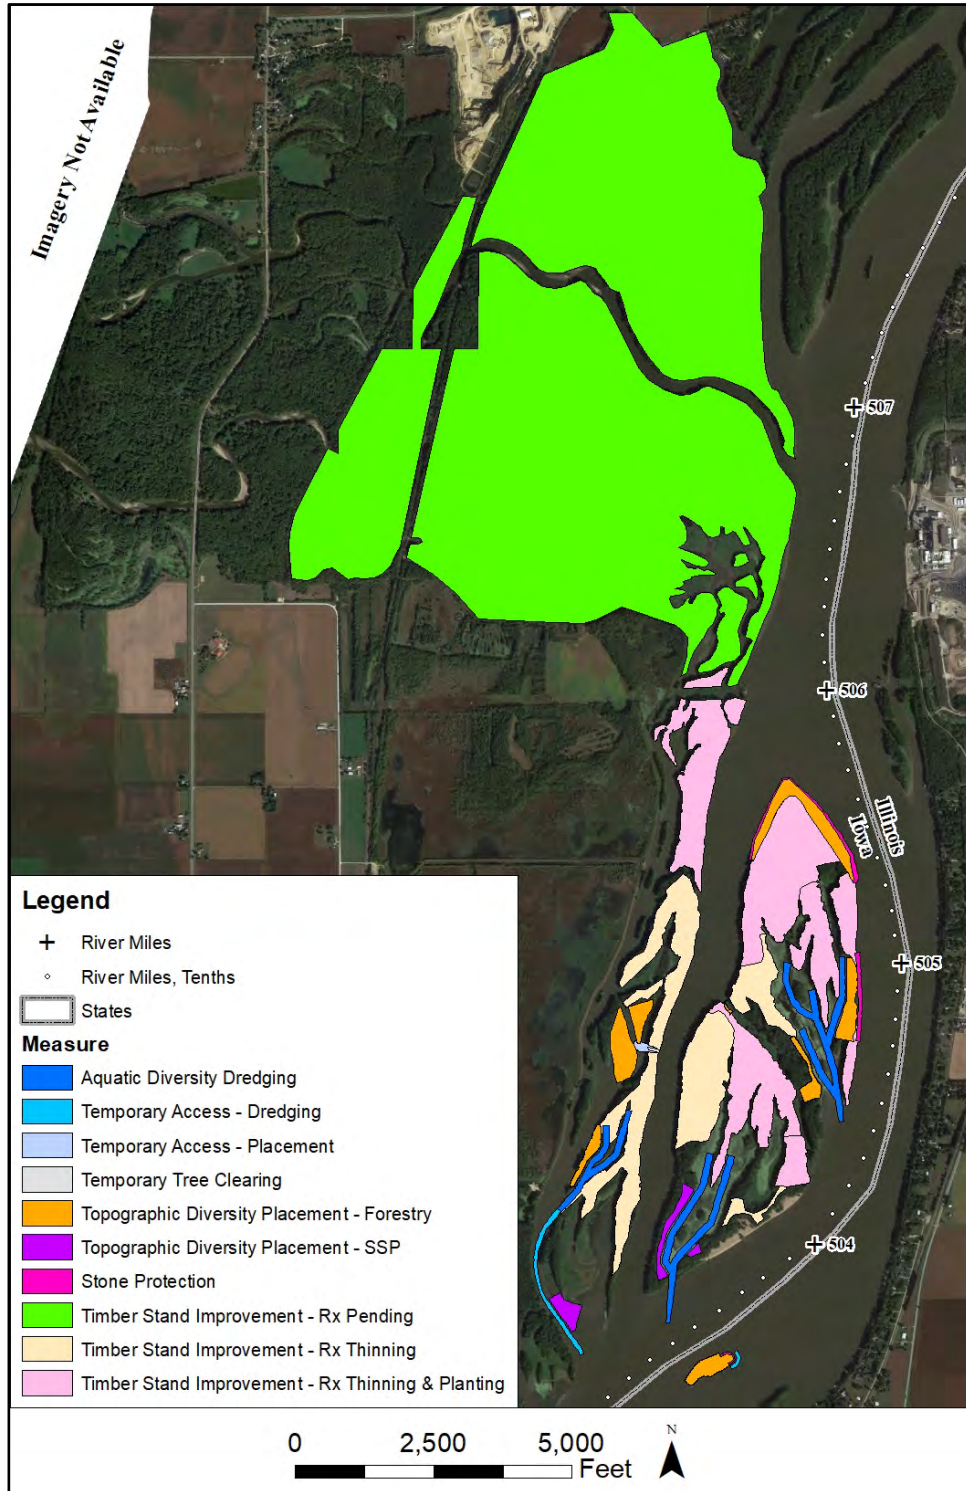 Imagery Not Available
507
506
Illinois
Iowa
505
504
Legend
River Miles
River Miles, Tenths
States
Measure
Aquatic Diversity Dredging
Temporary Access - Dredging
Temporary Access - Placement
Temporary Tree Clearing
Topographic Diversity Placement - Forestry
Topographic Diversity Placement - SSP
Stone Protection
Timber Stand Improvement - Rx Pending
Timber Stand Improvement - Rx Thinning
Timber Stand Improvement - Rx Thinning & Planting
0 2,500 5,000
Feet
N